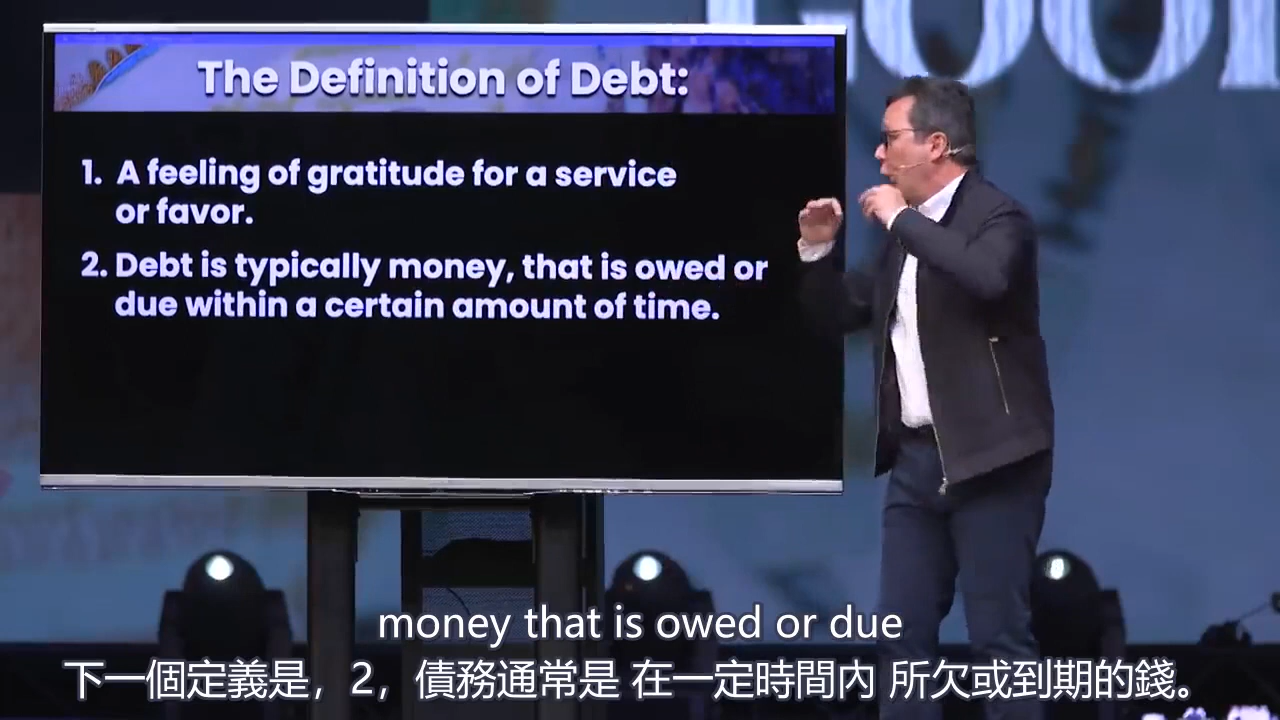 The Definition of Debt:
1. A feeling of gratitude for a service
or favor.
2. Debt is typically money, that is owed or
due within a certain amount of time.
money that is owed or due
下一個定義是，2，債務通常是 在一定時間內 所欠或到期的錢。